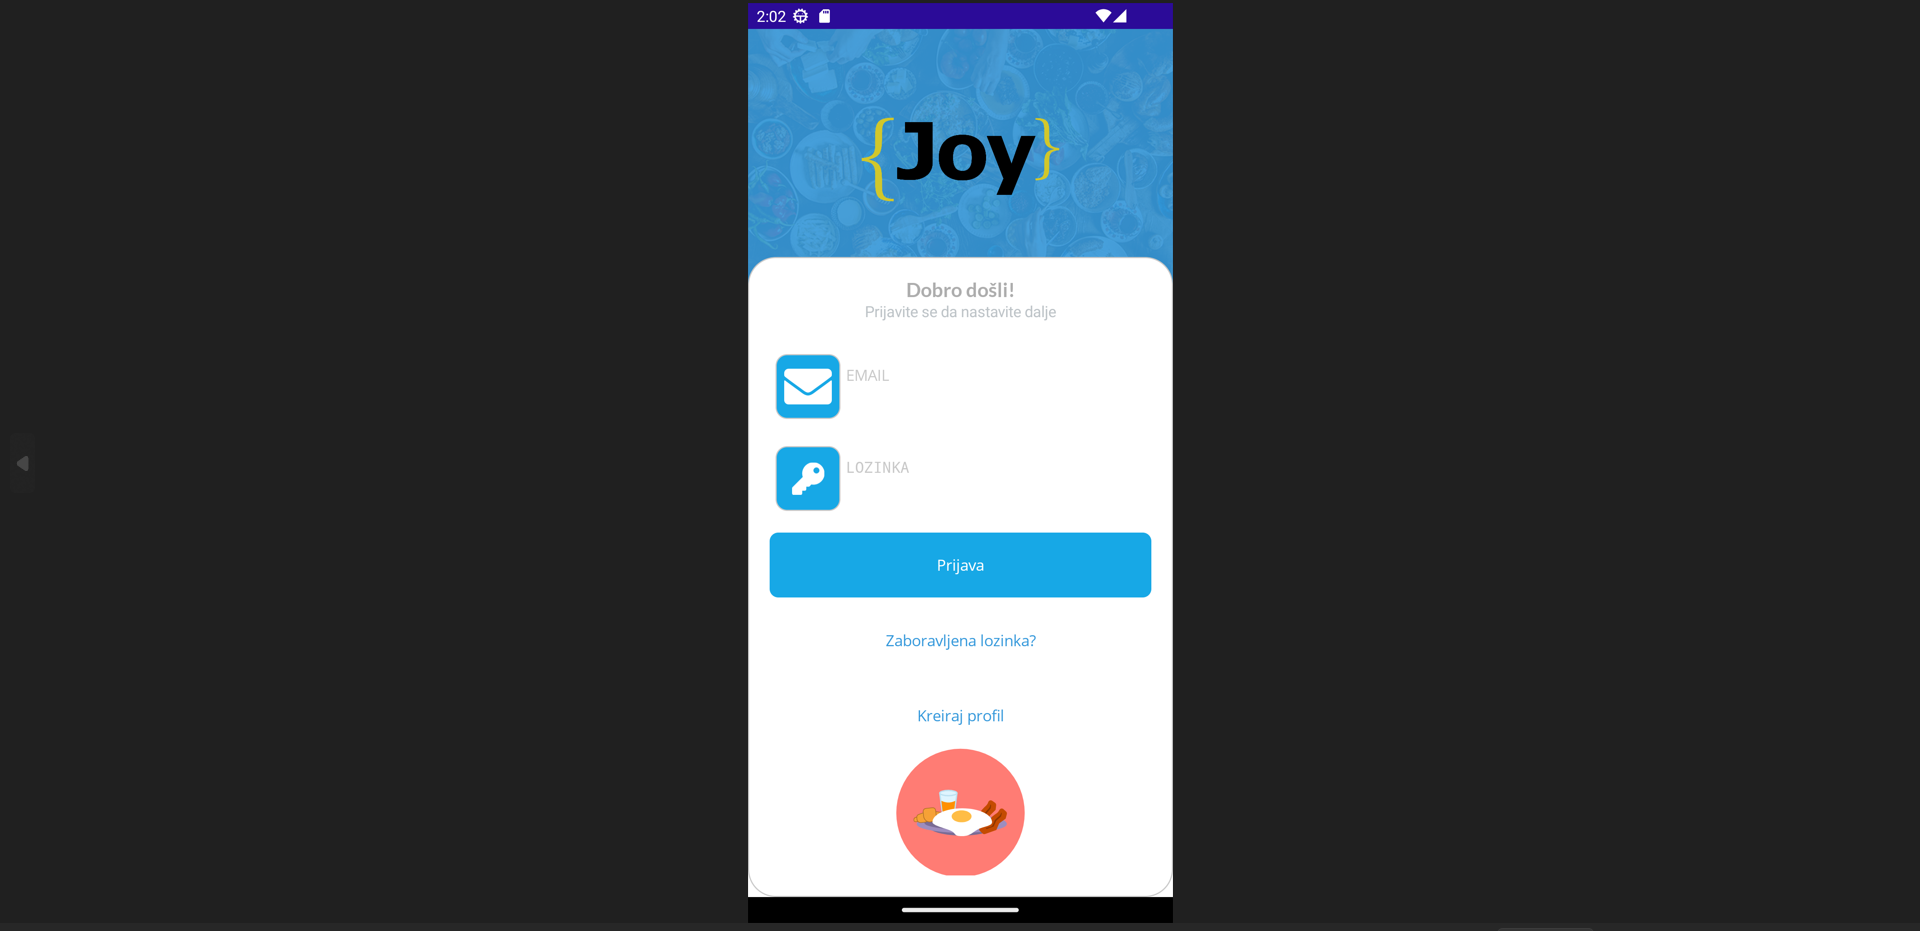 2:02
{Joy}
Dobro došli!
Prijavite se da nastavite dalje
EMAIL
LOZINKA
Prijava
Zaboravljena lozinka?
Kreiraj profil